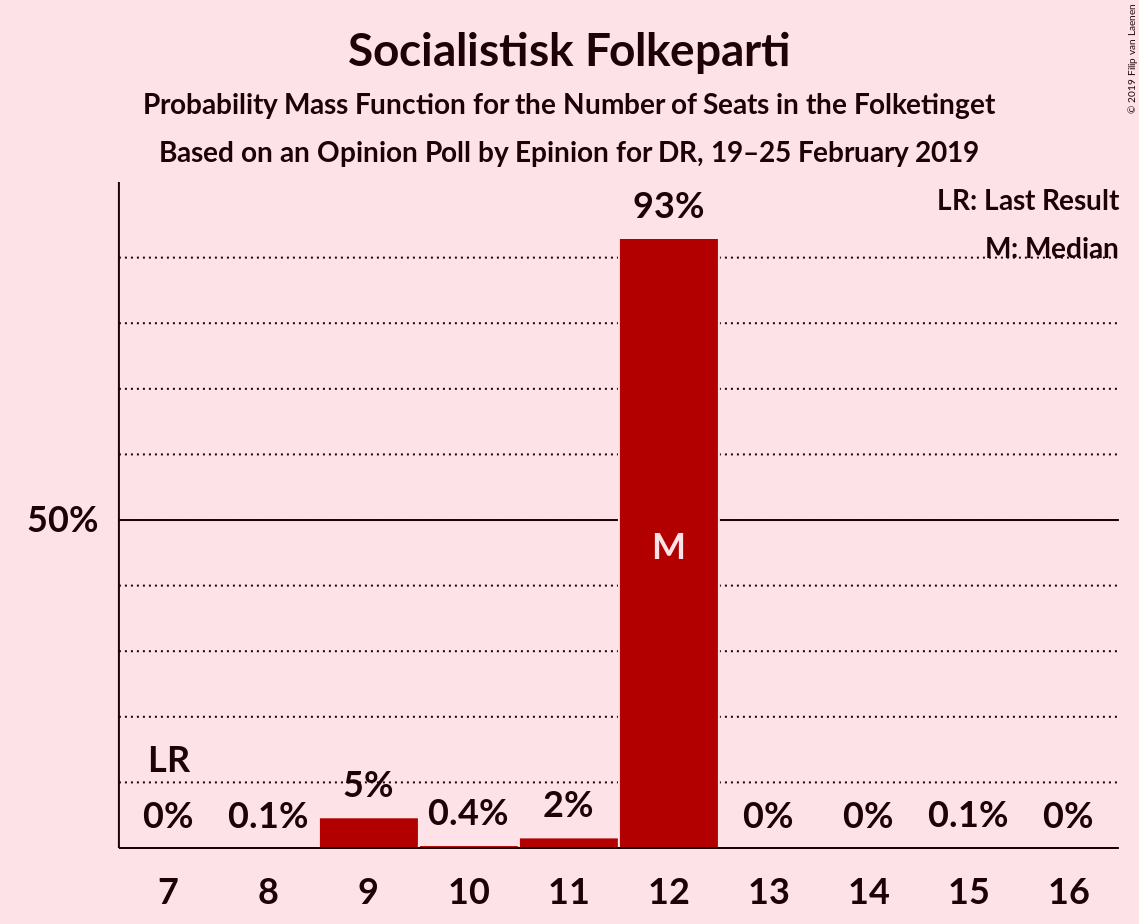 Socialistisk Folkeparti
Probability Mass Function for the Number of Seats in the Folketinget
Based on an Opinion Poll by Epinion for DR, 19–25 February 2019
© 2019 Filip van Laenen
LR: Last Result
M: Median
93%
50%
M
LR
0%
0.1%
5%
0.4%
2%
0%
0%
0.1%
0%
7 8 9 10 11 12 13 14 15 16